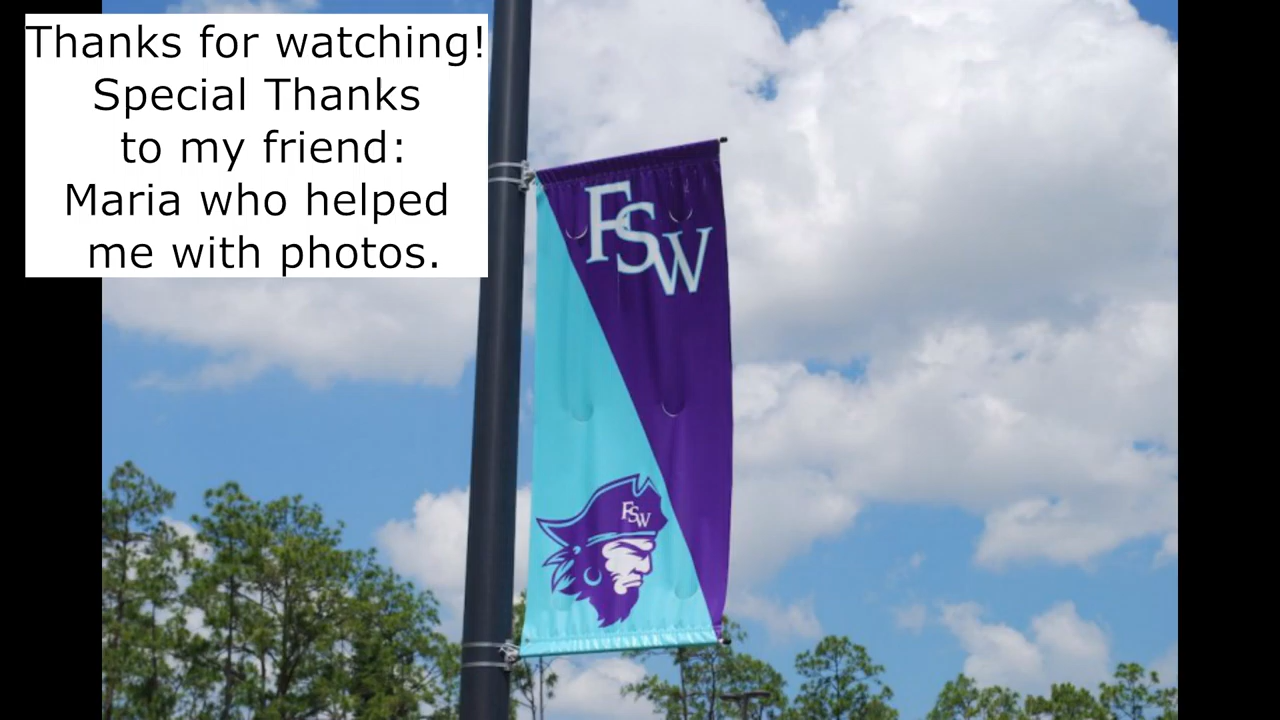 Thanks for watching!
Special Thanks
to my friend:
Maria who helped
me with photos.
FSW
FSW